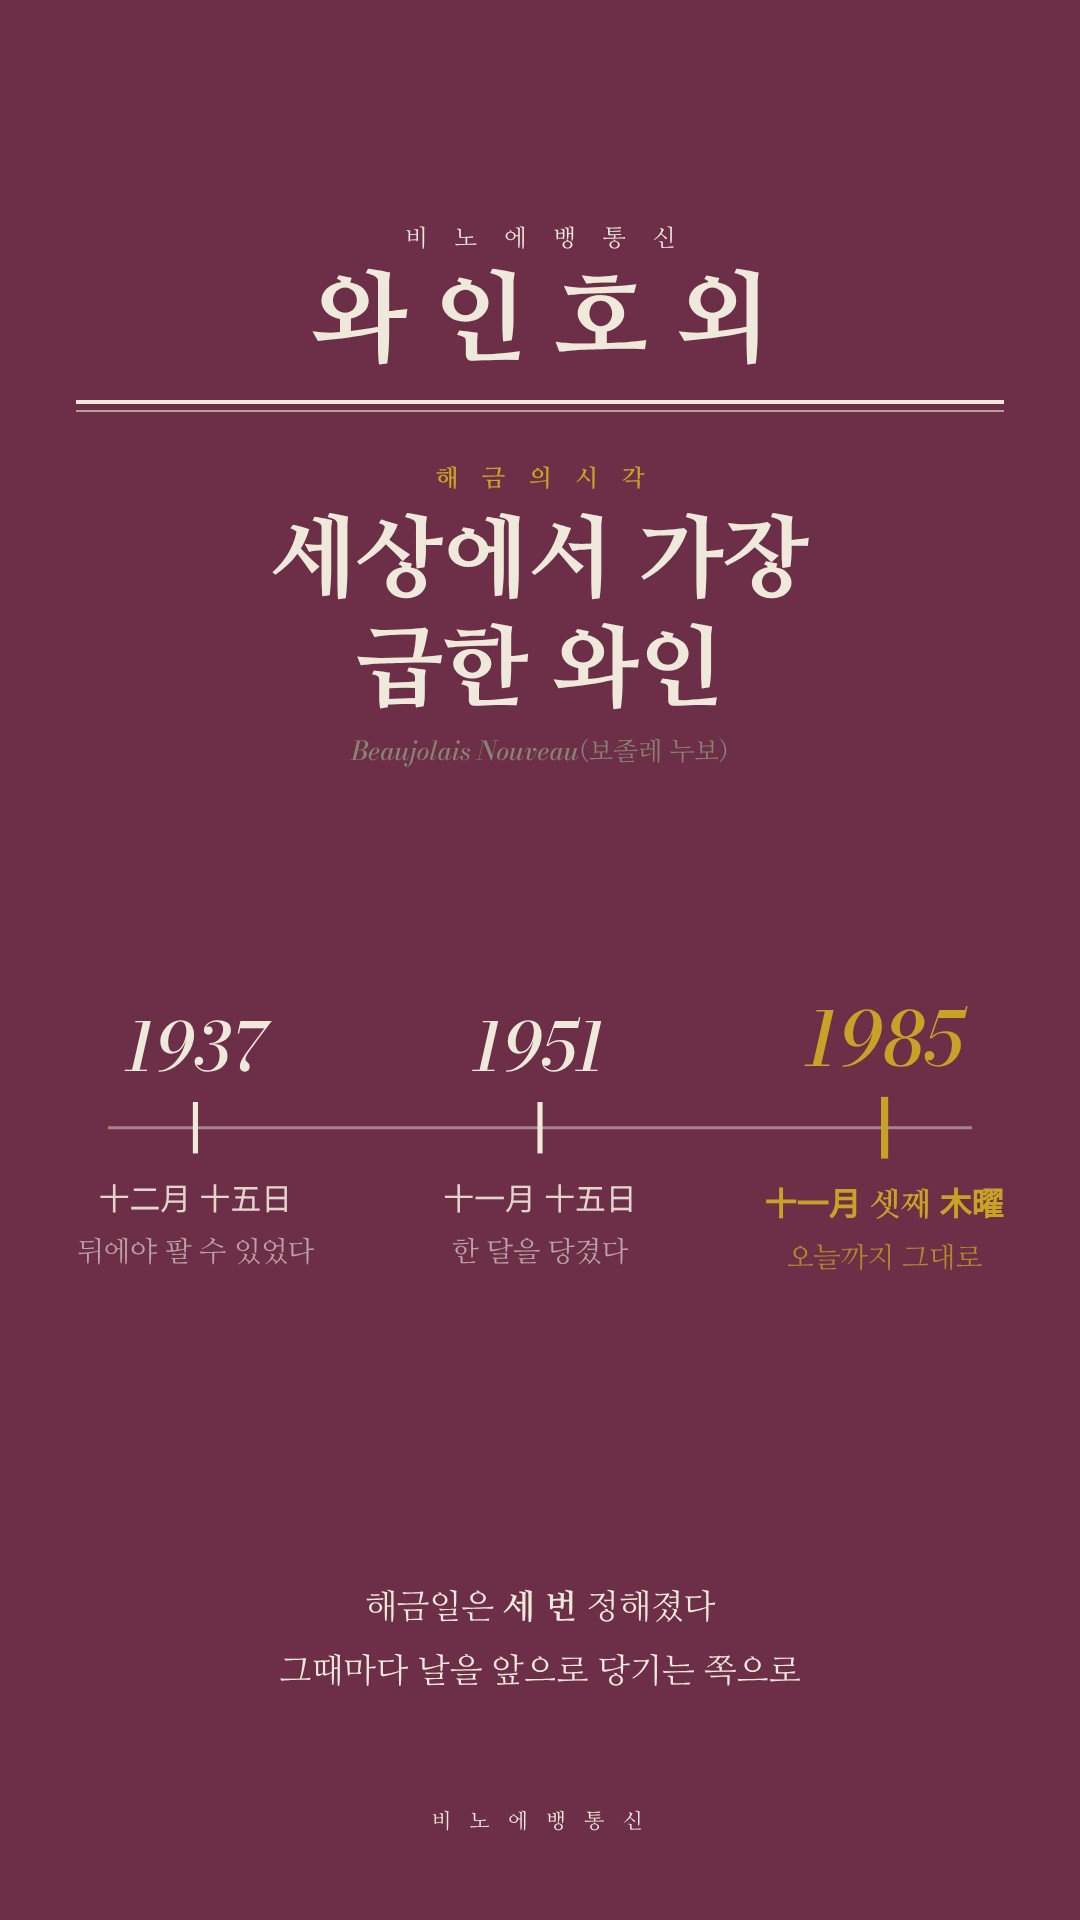 비노에뱅통신
와인호외
해금의시각
세상에서 가장
급한 와인
Beaujolais Nouveau(보졸레 누보)
1937
十二月 十五日
뒤에야 팔 수 있었다
1951
十一月 十五日
한 달을 당겼다
1985
十一月 셋째 木曜
오늘까지 그대로
해금일은 세 번 정해졌다
그때마다 날을 앞으로 당기는 쪽으로
비노에뱅통신